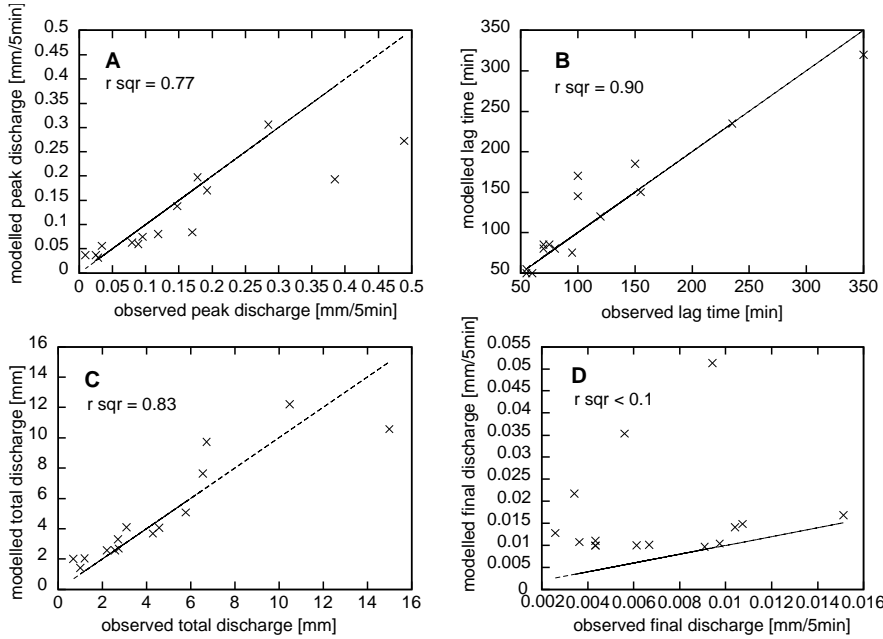 A
r sqr = 0.77
modelled peak discharge [mm/5min]
0.5
0.45
0.4
0.35
0.3
0.25
0.2
0.15
0.1
0.05
0
0 0.05 0.1 0.15 0.2 0.25 0.3 0.35 0.4 0.45 0.5
observed peak discharge [mm/5min]
B
r sqr = 0.90
modelled lag time [min]
350
300
250
200
150
100
50
50 100 150 200 250 300 350
observed lag time [min]
C
r sqr = 0.83
modelled total discharge [mm]
16
14
12
10
8
6
4
2
0
0 2 4 6 8 10 12 14 16
observed total discharge [mm]
D
r sqr < 0.1
modelled final discharge [mm/5min]
0.055
0.05
0.045
0.04
0.035
0.03
0.025
0.02
0.015
0.01
0.005
0
0.002 0.004 0.006 0.008 0.01 0.012 0.014 0.016
observed final discharge [mm/5min]